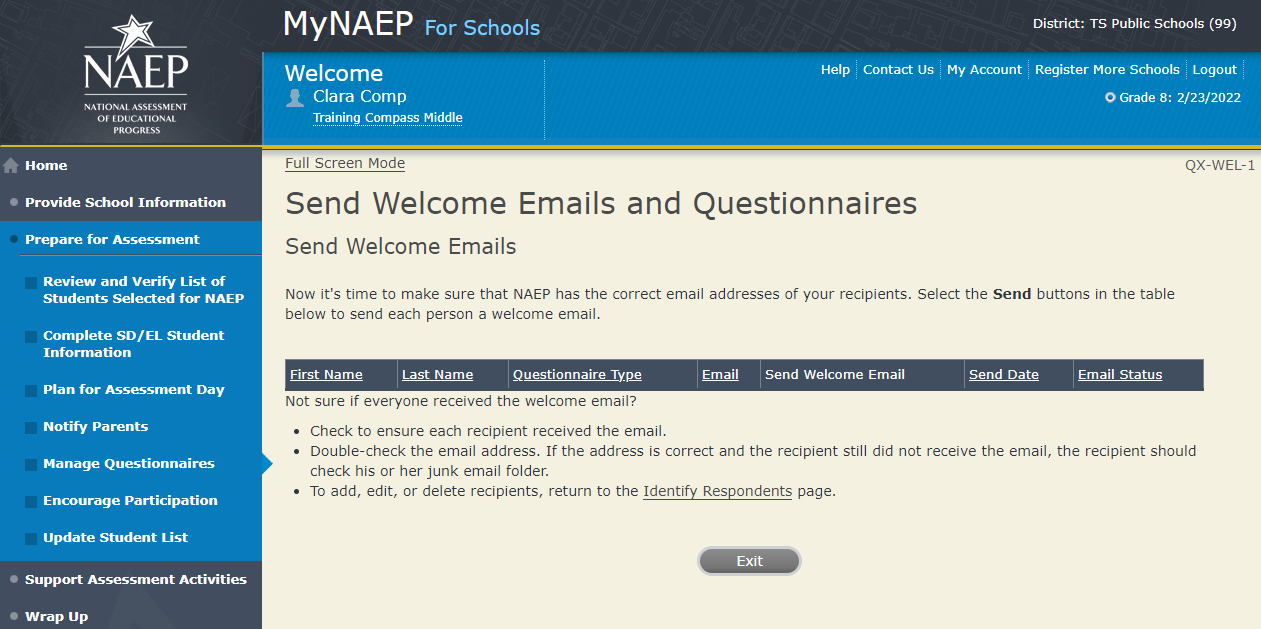 NAEP
NATIONAL ASSESSMENT
OF EDUCATIONAL
PROGRESS
MyNAEP For Schools
District: TS Public Schools (99)
Welcome
Clara Comp
Training Compass Middle
Help Contact Us My Account Register More Schools Logout
Grade 8: 2/23/2022
Home
Provide School Information
Prepare for Assessment
Review and Verify List of
Students Selected for NAEP
Complete SD/EL Student
Information
Plan for Assessment Day
Notify Parents
Manage Questionnaires
Encourage Participation
Update Student List
Support Assessment Activities
Wrap Up
Full Screen Mode
QX-WEL-1
Send Welcome Emails and Questionnaires
Send Welcome Emails
Now it's time to make sure that NAEP has the correct email addresses of your recipients. Select the Send buttons in the table
below to send each person a welcome email.
First Name Last Name Questionnaire Type Email Send Welcome Email Send Date Email Status
Not sure if everyone received the welcome email?
• Check to ensure each recipient received the email.
• Double-check the email address. If the address is correct and the recipient still did not receive the email, the recipient should
check his or her junk email folder.
• To add, edit, or delete recipients, return to the Identify Respondents page.
Exit